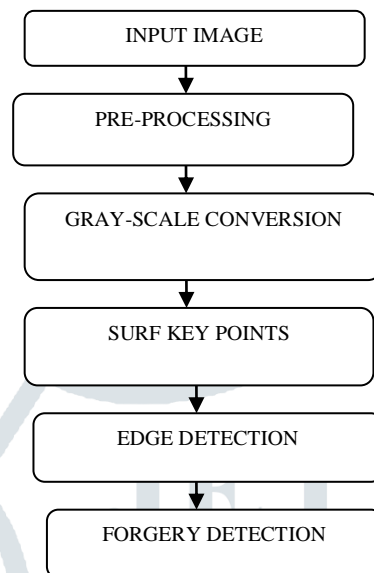 INPUT IMAGE
PRE-PROCESSING
GRAY-SCALE CONVERSION
SURF KEY POINTS
EDGE DETECTION
FORGERY DETECTION